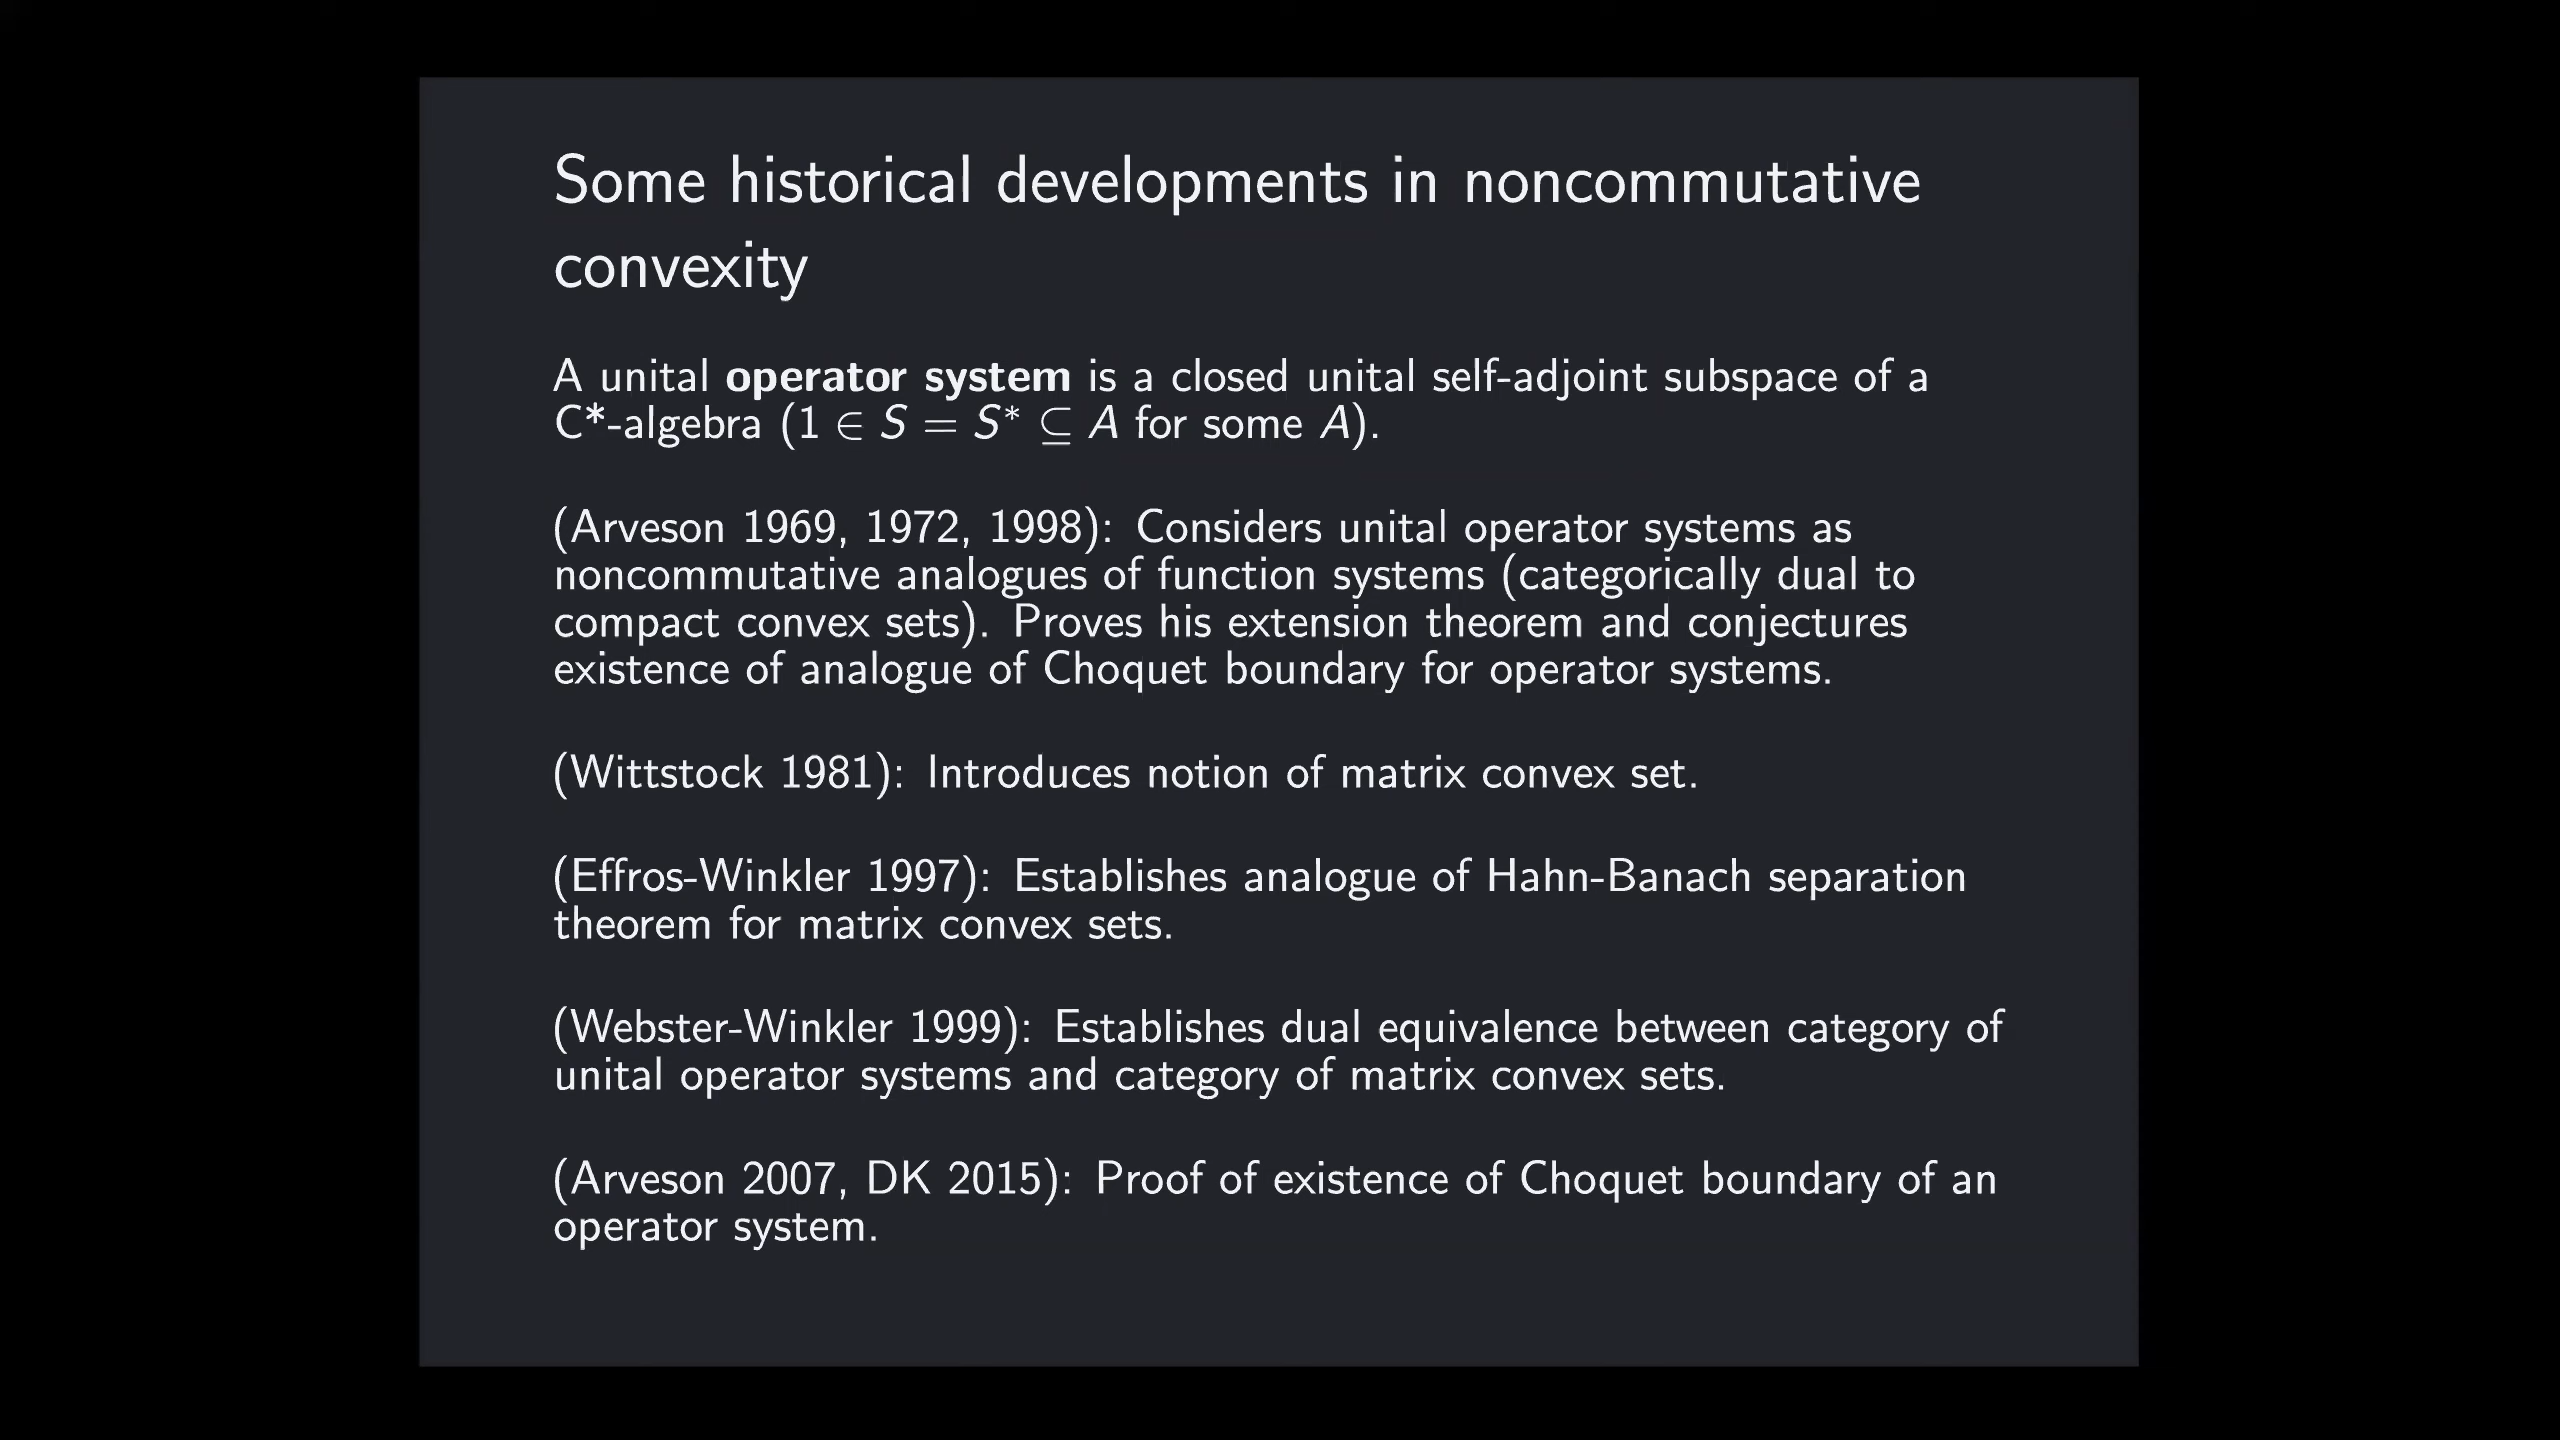 Some historical developments in noncommutative
convexity
A unital operator system is a closed unital self-adjoint subspace of a
C*-algebra (1 ∈ S = S* ⊆ A for some A).
(Arveson 1969, 1972, 1998): Considers unital operator systems as
noncommutative analogues of function systems (categorically dual to
compact convex sets). Proves his extension theorem and conjectures
existence of analogue of Choquet boundary for operator systems.
(Wittstock 1981): Introduces notion of matrix convex set.
(Effros-Winkler 1997): Establishes analogue of Hahn-Banach separation
theorem for matrix convex sets.
(Webster-Winkler 1999): Establishes dual equivalence between category of
unital operator systems and category of matrix convex sets.
(Arveson 2007, DK 2015): Proof of existence of Choquet boundary of an
operator system.